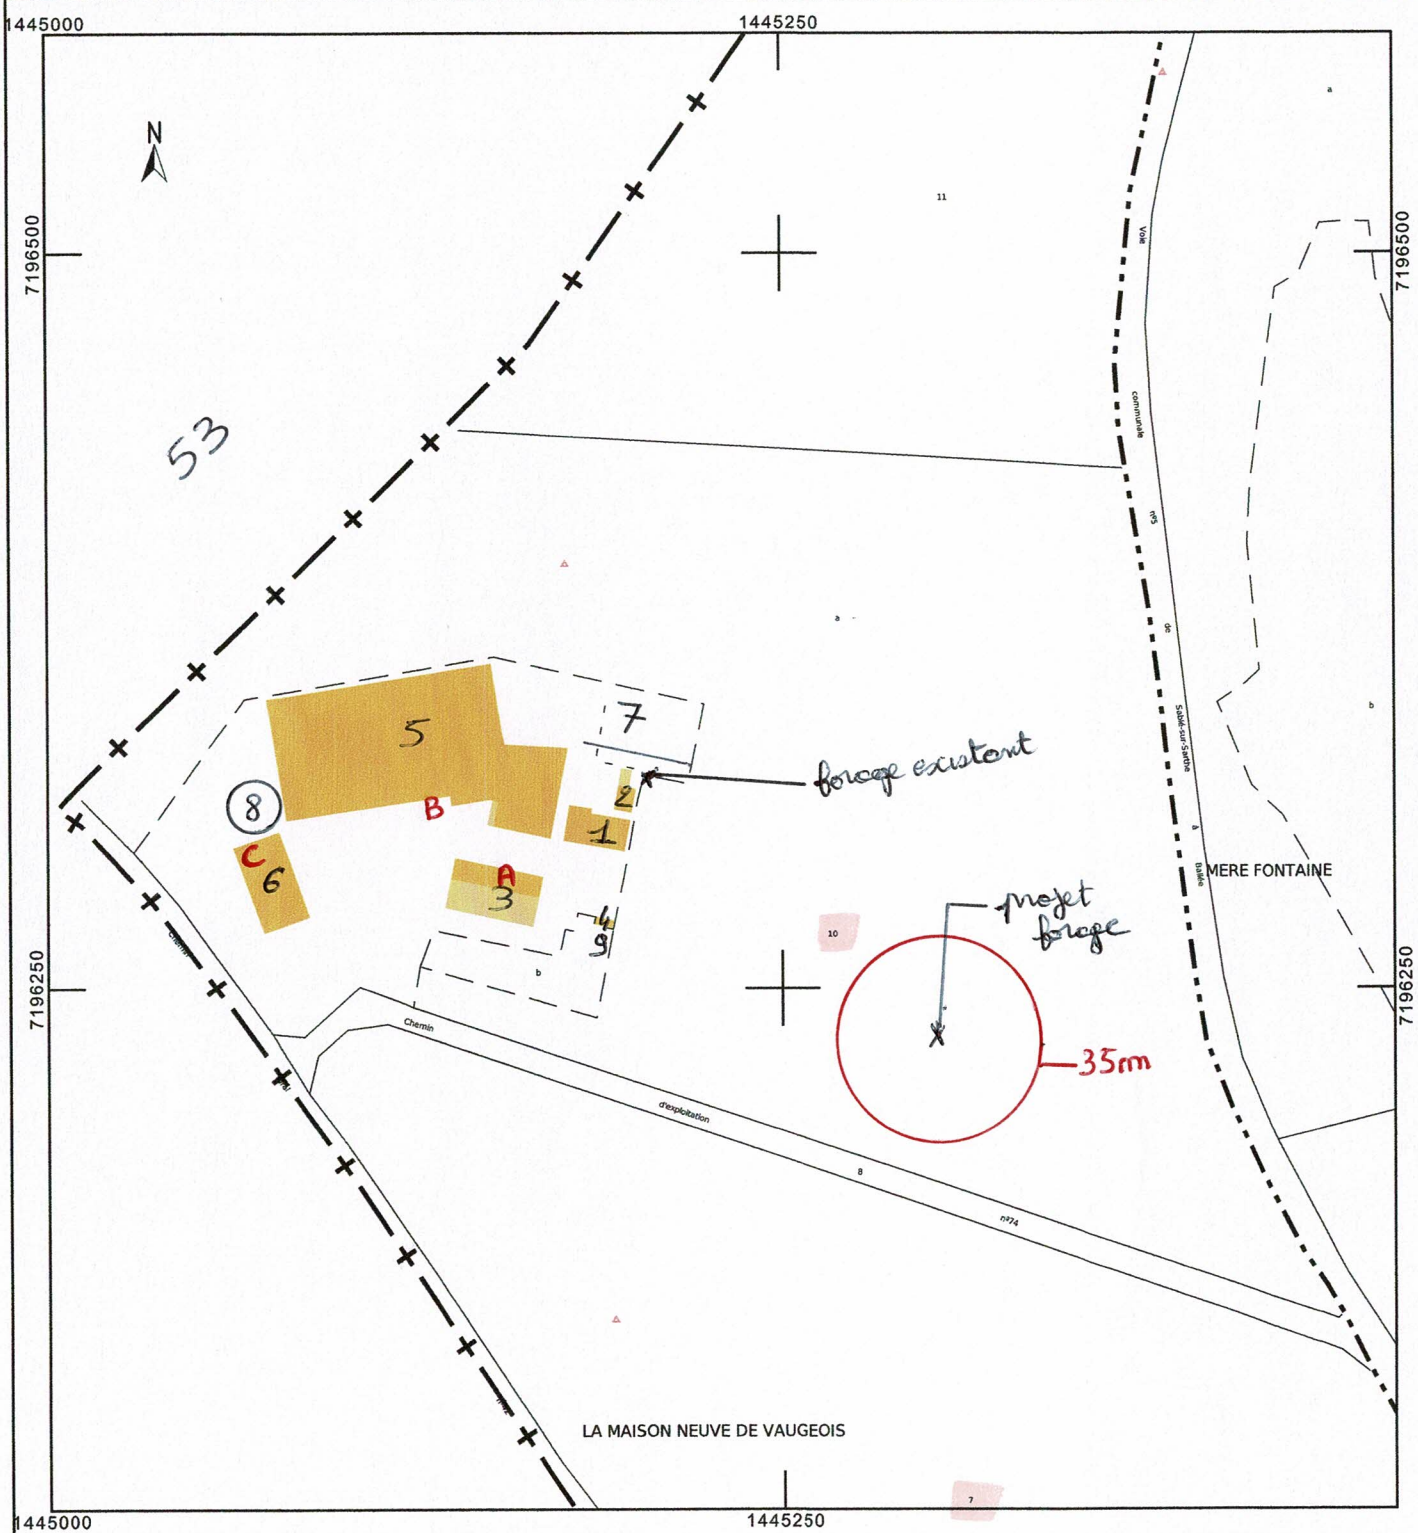 1445000
1445250
N
a
11
7196500
7196500
Voie
53
communale
n°5
a
de
5
7
b
Sablé-sur-Sarthe
forage existant
2
8
B
1
à
C
6
A
3
Ballée
MERE FONTAINE
projet
forage
4
9
10
b
7196250
7196250
Chemin
Chemin
35m
d'exploitation
8
n°74
LA MAISON NEUVE DE VAUGEOIS
7
1445000
1445250